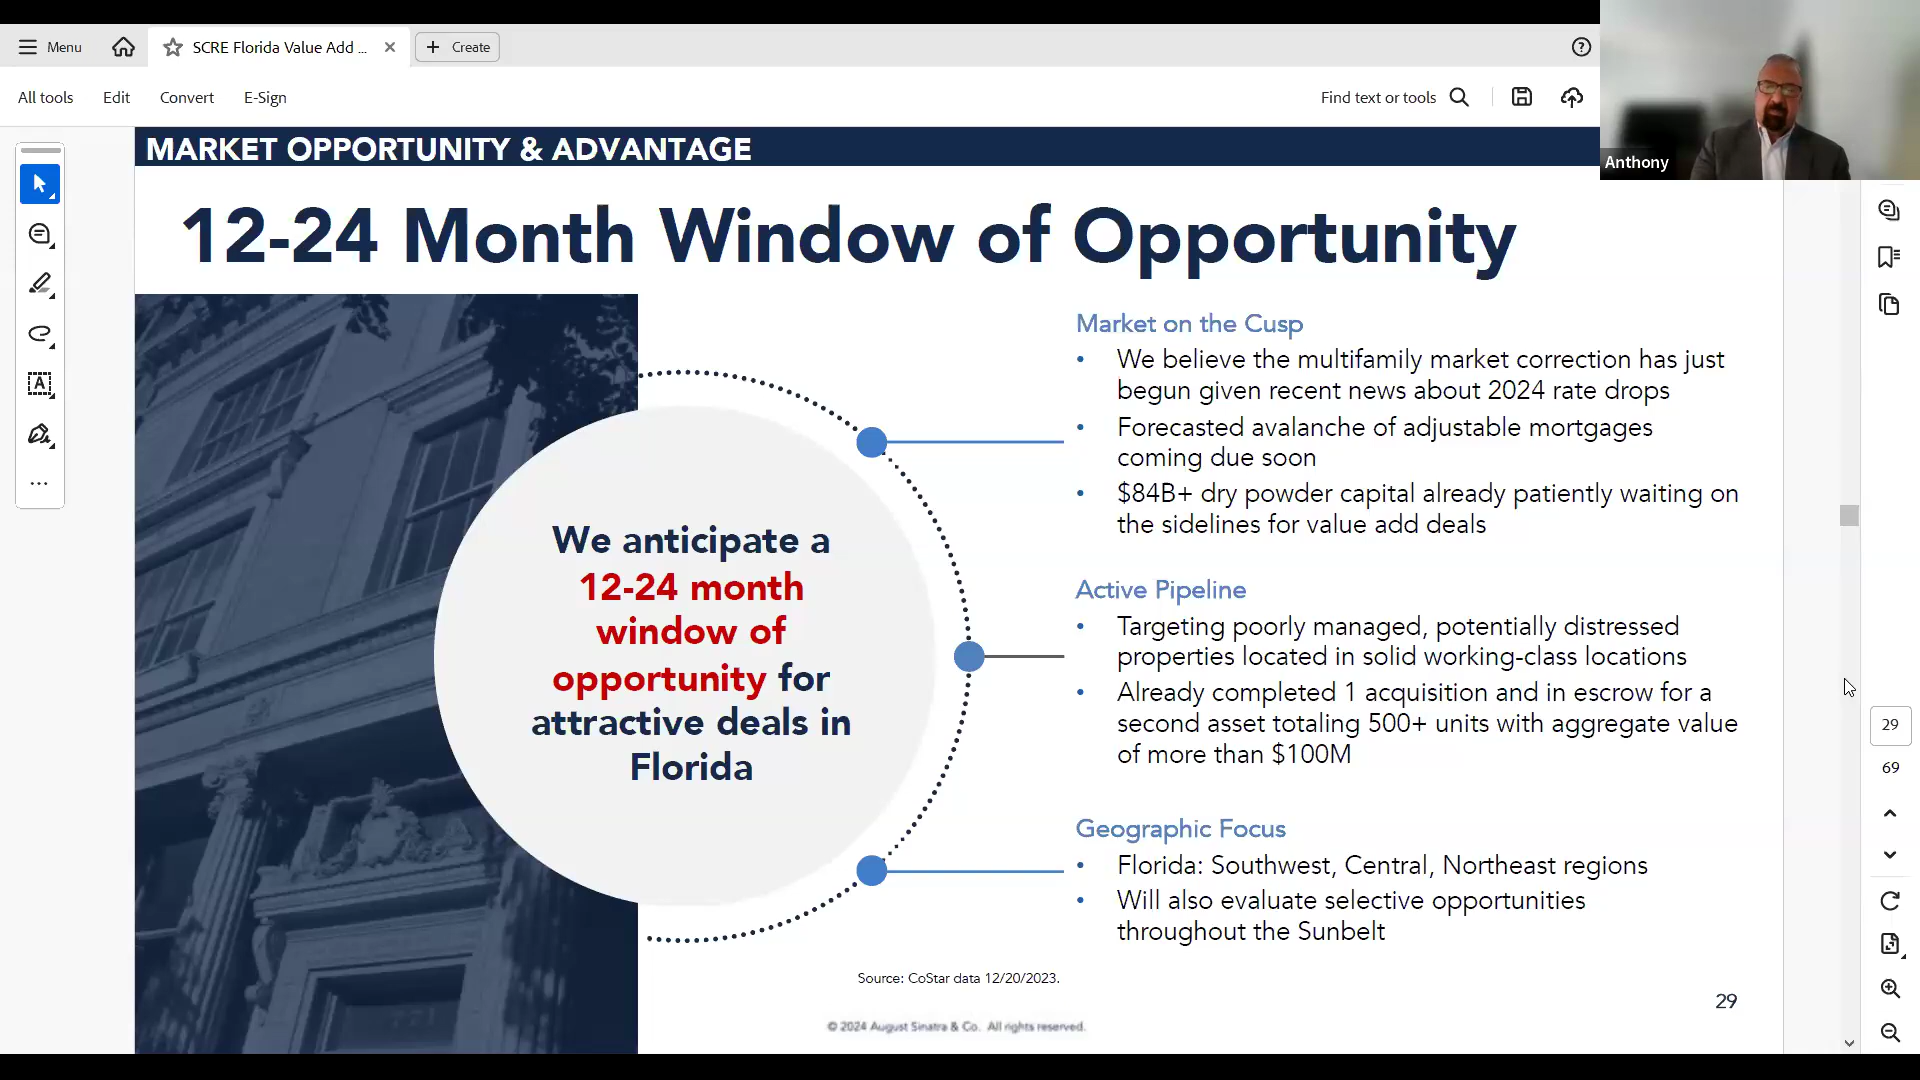 Menu
SCRE Florida Value Add ...
Create
All tools
Edit
Convert
E-Sign
Find text or tools
Anthony
MARKET OPPORTUNITY & ADVANTAGE
12-24 Month Window of Opportunity
We anticipate a
12-24 month
window of
opportunity for
attractive deals in
Florida
Market on the Cusp
• We believe the multifamily market correction has just
begun given recent news about 2024 rate drops
• Forecasted avalanche of adjustable mortgages
coming due soon
• $84B+ dry powder capital already patiently waiting on
the sidelines for value add deals
Active Pipeline
• Targeting poorly managed, potentially distressed
properties located in solid working-class locations
• Already completed 1 acquisition and in escrow for a
second asset totaling 500+ units with aggregate value
of more than $100M
Geographic Focus
• Florida: Southwest, Central, Northeast regions
• Will also evaluate selective opportunities
throughout the Sunbelt
Source: CoStar data 12/20/2023.
29
© 2024 August Sinatra & Co. All rights reserved.
29
69